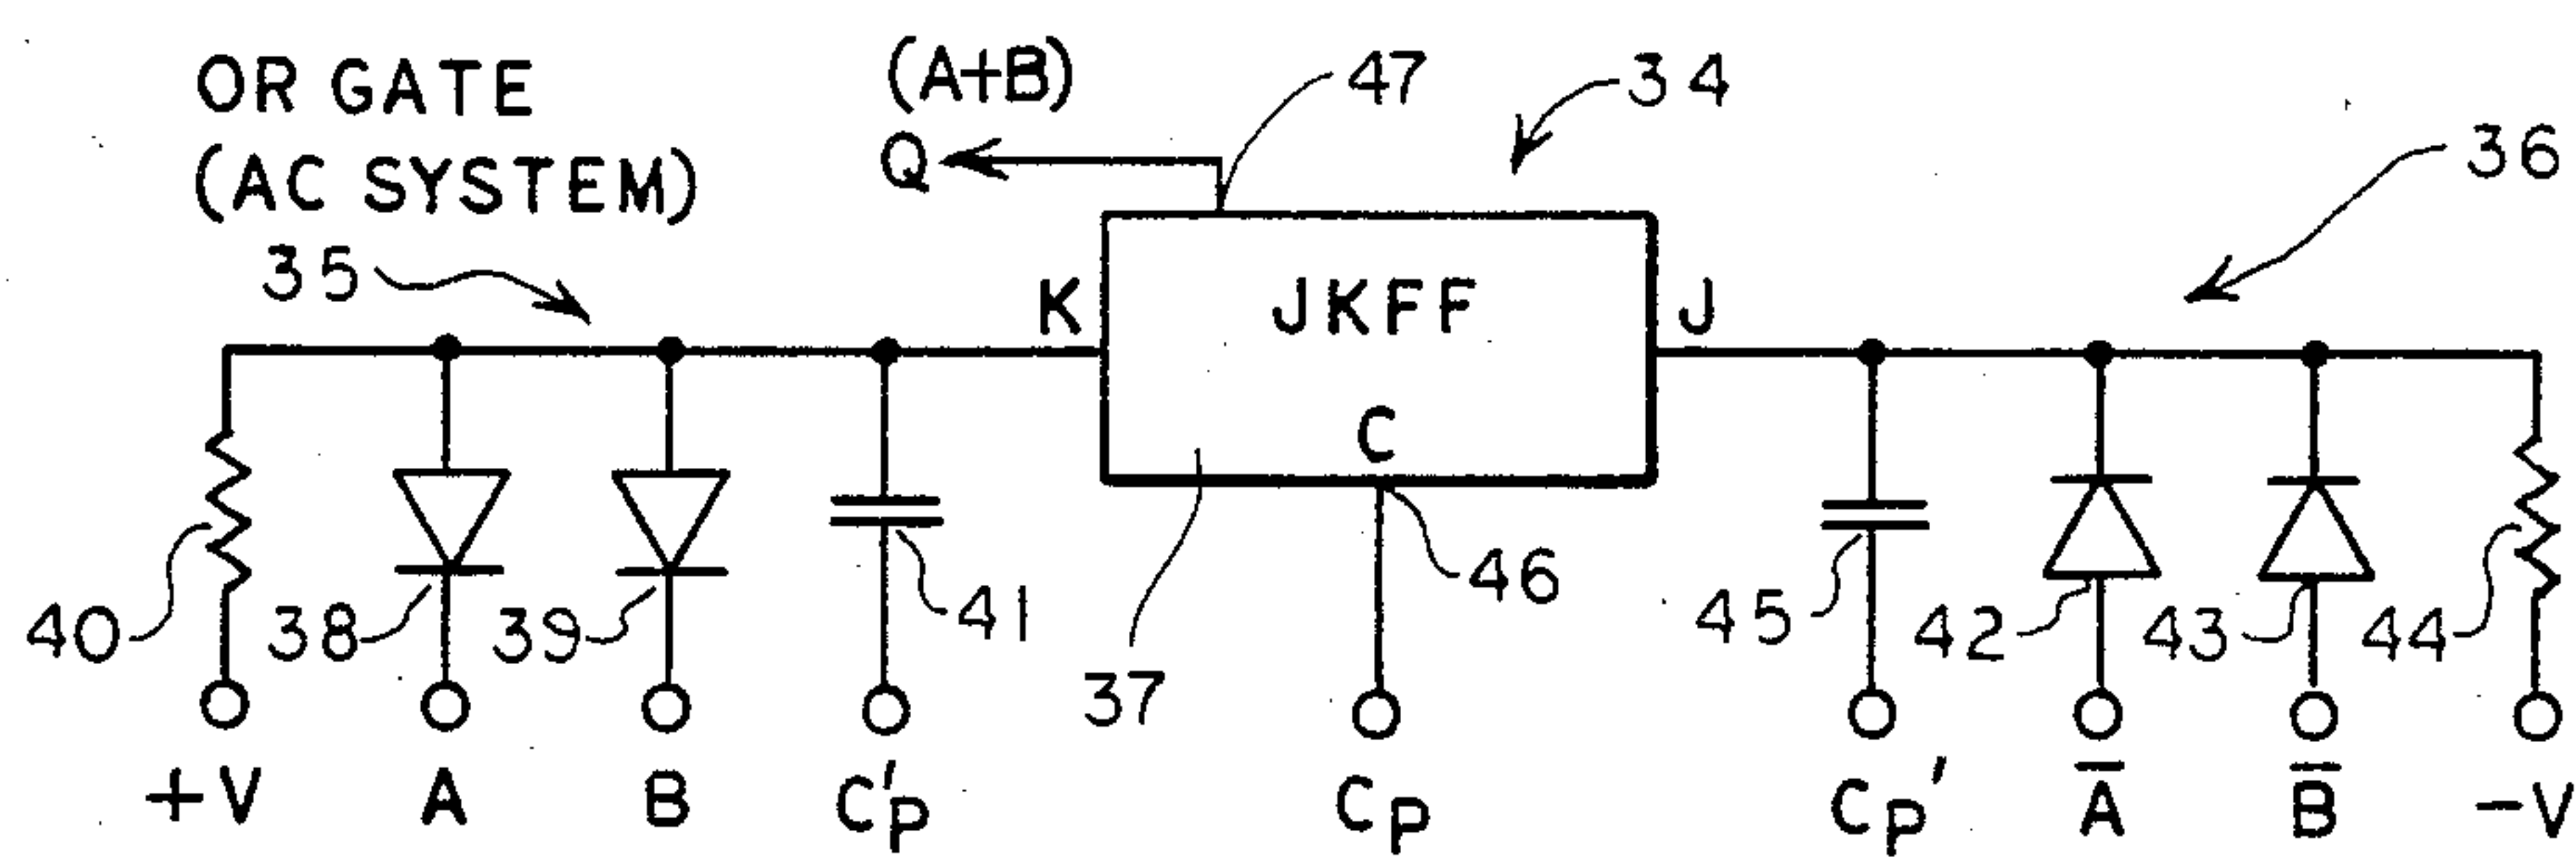 OR GATE
(AC SYSTEM)
(A+B)
Q
47
34
36
35
K
JKFF
J
C
40
38
39
41
37
46
45
42
43
44
+V
A
B
C'P
CP
CP'
A̅
B̅
-V